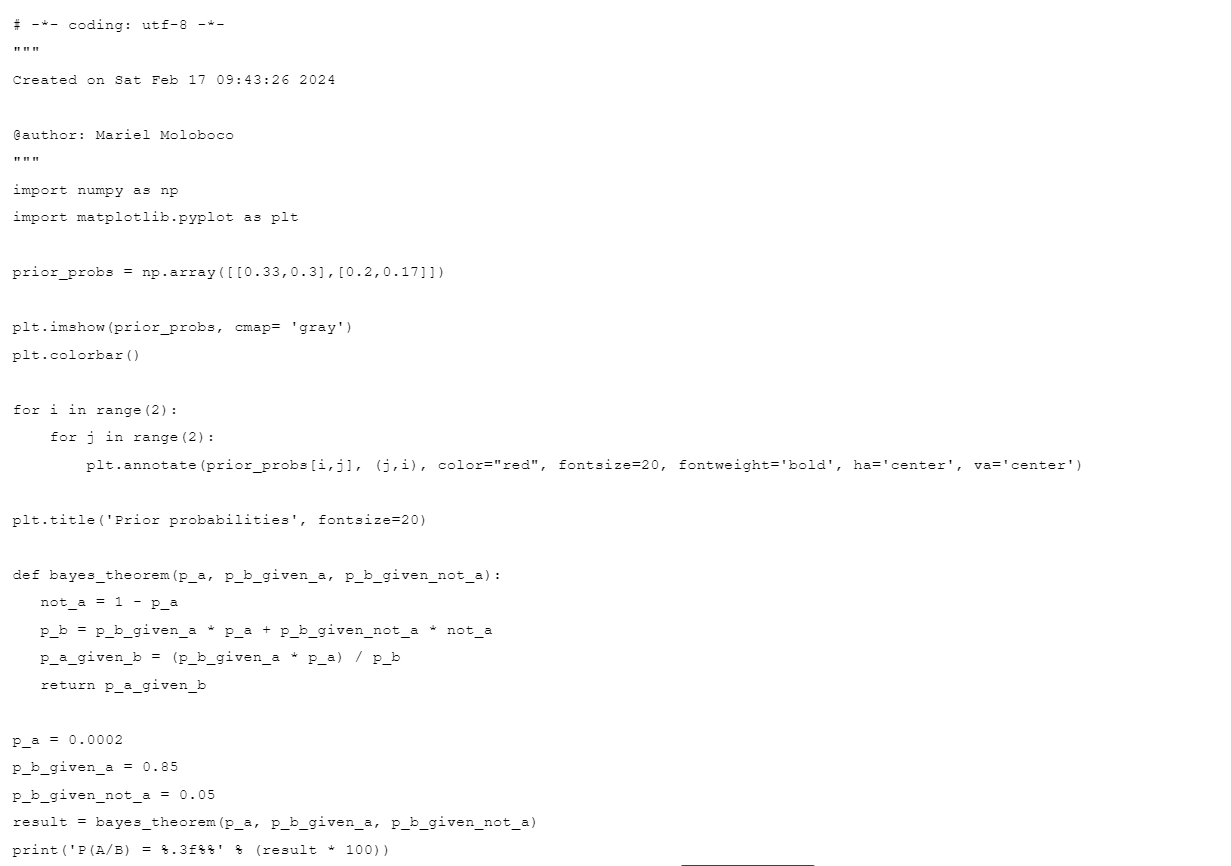 # -*- coding: utf-8 -*-
"""
Created on Sat Feb 17 09:43:26 2024
@author: Mariel Moloboco
"""
import numpy as np
import matplotlib.pyplot as plt
prior_probs = np.array([[0.33,0.3],[0.2,0.17]])
plt.imshow(prior_probs, cmap= 'gray')
plt.colorbar()
for i in range(2):
    for j in range(2):
        plt.annotate(prior_probs[i,j], (j,i), color="red", fontsize=20, fontweight='bold', ha='center', va='center')
plt.title('Prior probabilities', fontsize=20)
def bayes_theorem(p_a, p_b_given_a, p_b_given_not_a):
   not_a = 1 - p_a
   p_b = p_b_given_a * p_a + p_b_given_not_a * not_a
   p_a_given_b = (p_b_given_a * p_a) / p_b
   return p_a_given_b
p_a = 0.0002
p_b_given_a = 0.85
p_b_given_not_a = 0.05
result = bayes_theorem(p_a, p_b_given_a, p_b_given_not_a)
print('P(A/B) = %.3f%%' % (result * 100))